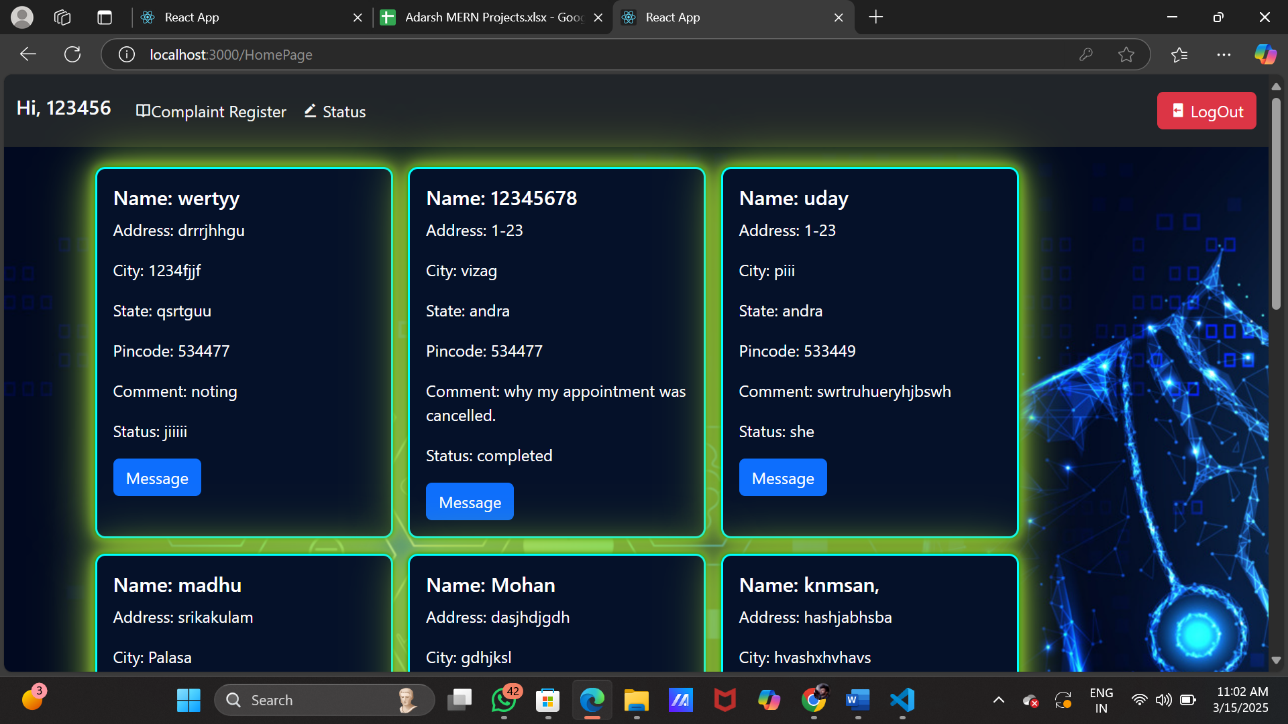 React App
Adarsh MERN Projects.xlsx - Goo
React App
localhost:3000/HomePage
Hi, 123456
Complaint Register
Status
LogOut
Name: wertyy
Address: drrrjhhgu
City: 1234fjjf
State: qsrtguu
Pincode: 534477
Comment: noting
Status: jiiiii
Message
Name: 12345678
Address: 1-23
City: vizag
State: andra
Pincode: 534477
Comment: why my appointment was
cancelled.
Status: completed
Message
Name: uday
Address: 1-23
City: piii
State: andra
Pincode: 533449
Comment: swrtruhueryhjbswh
Status: she
Message
Name: madhu
Address: srikakulam
City: Palasa
Name: Mohan
Address: dasjhdjgdh
City: gdhjksl
Name: knmsan,
Address: hashjabhsba
City: hvashxhvhavs
3
Search
42
ENG
IN
11:02 AM
3/15/2025